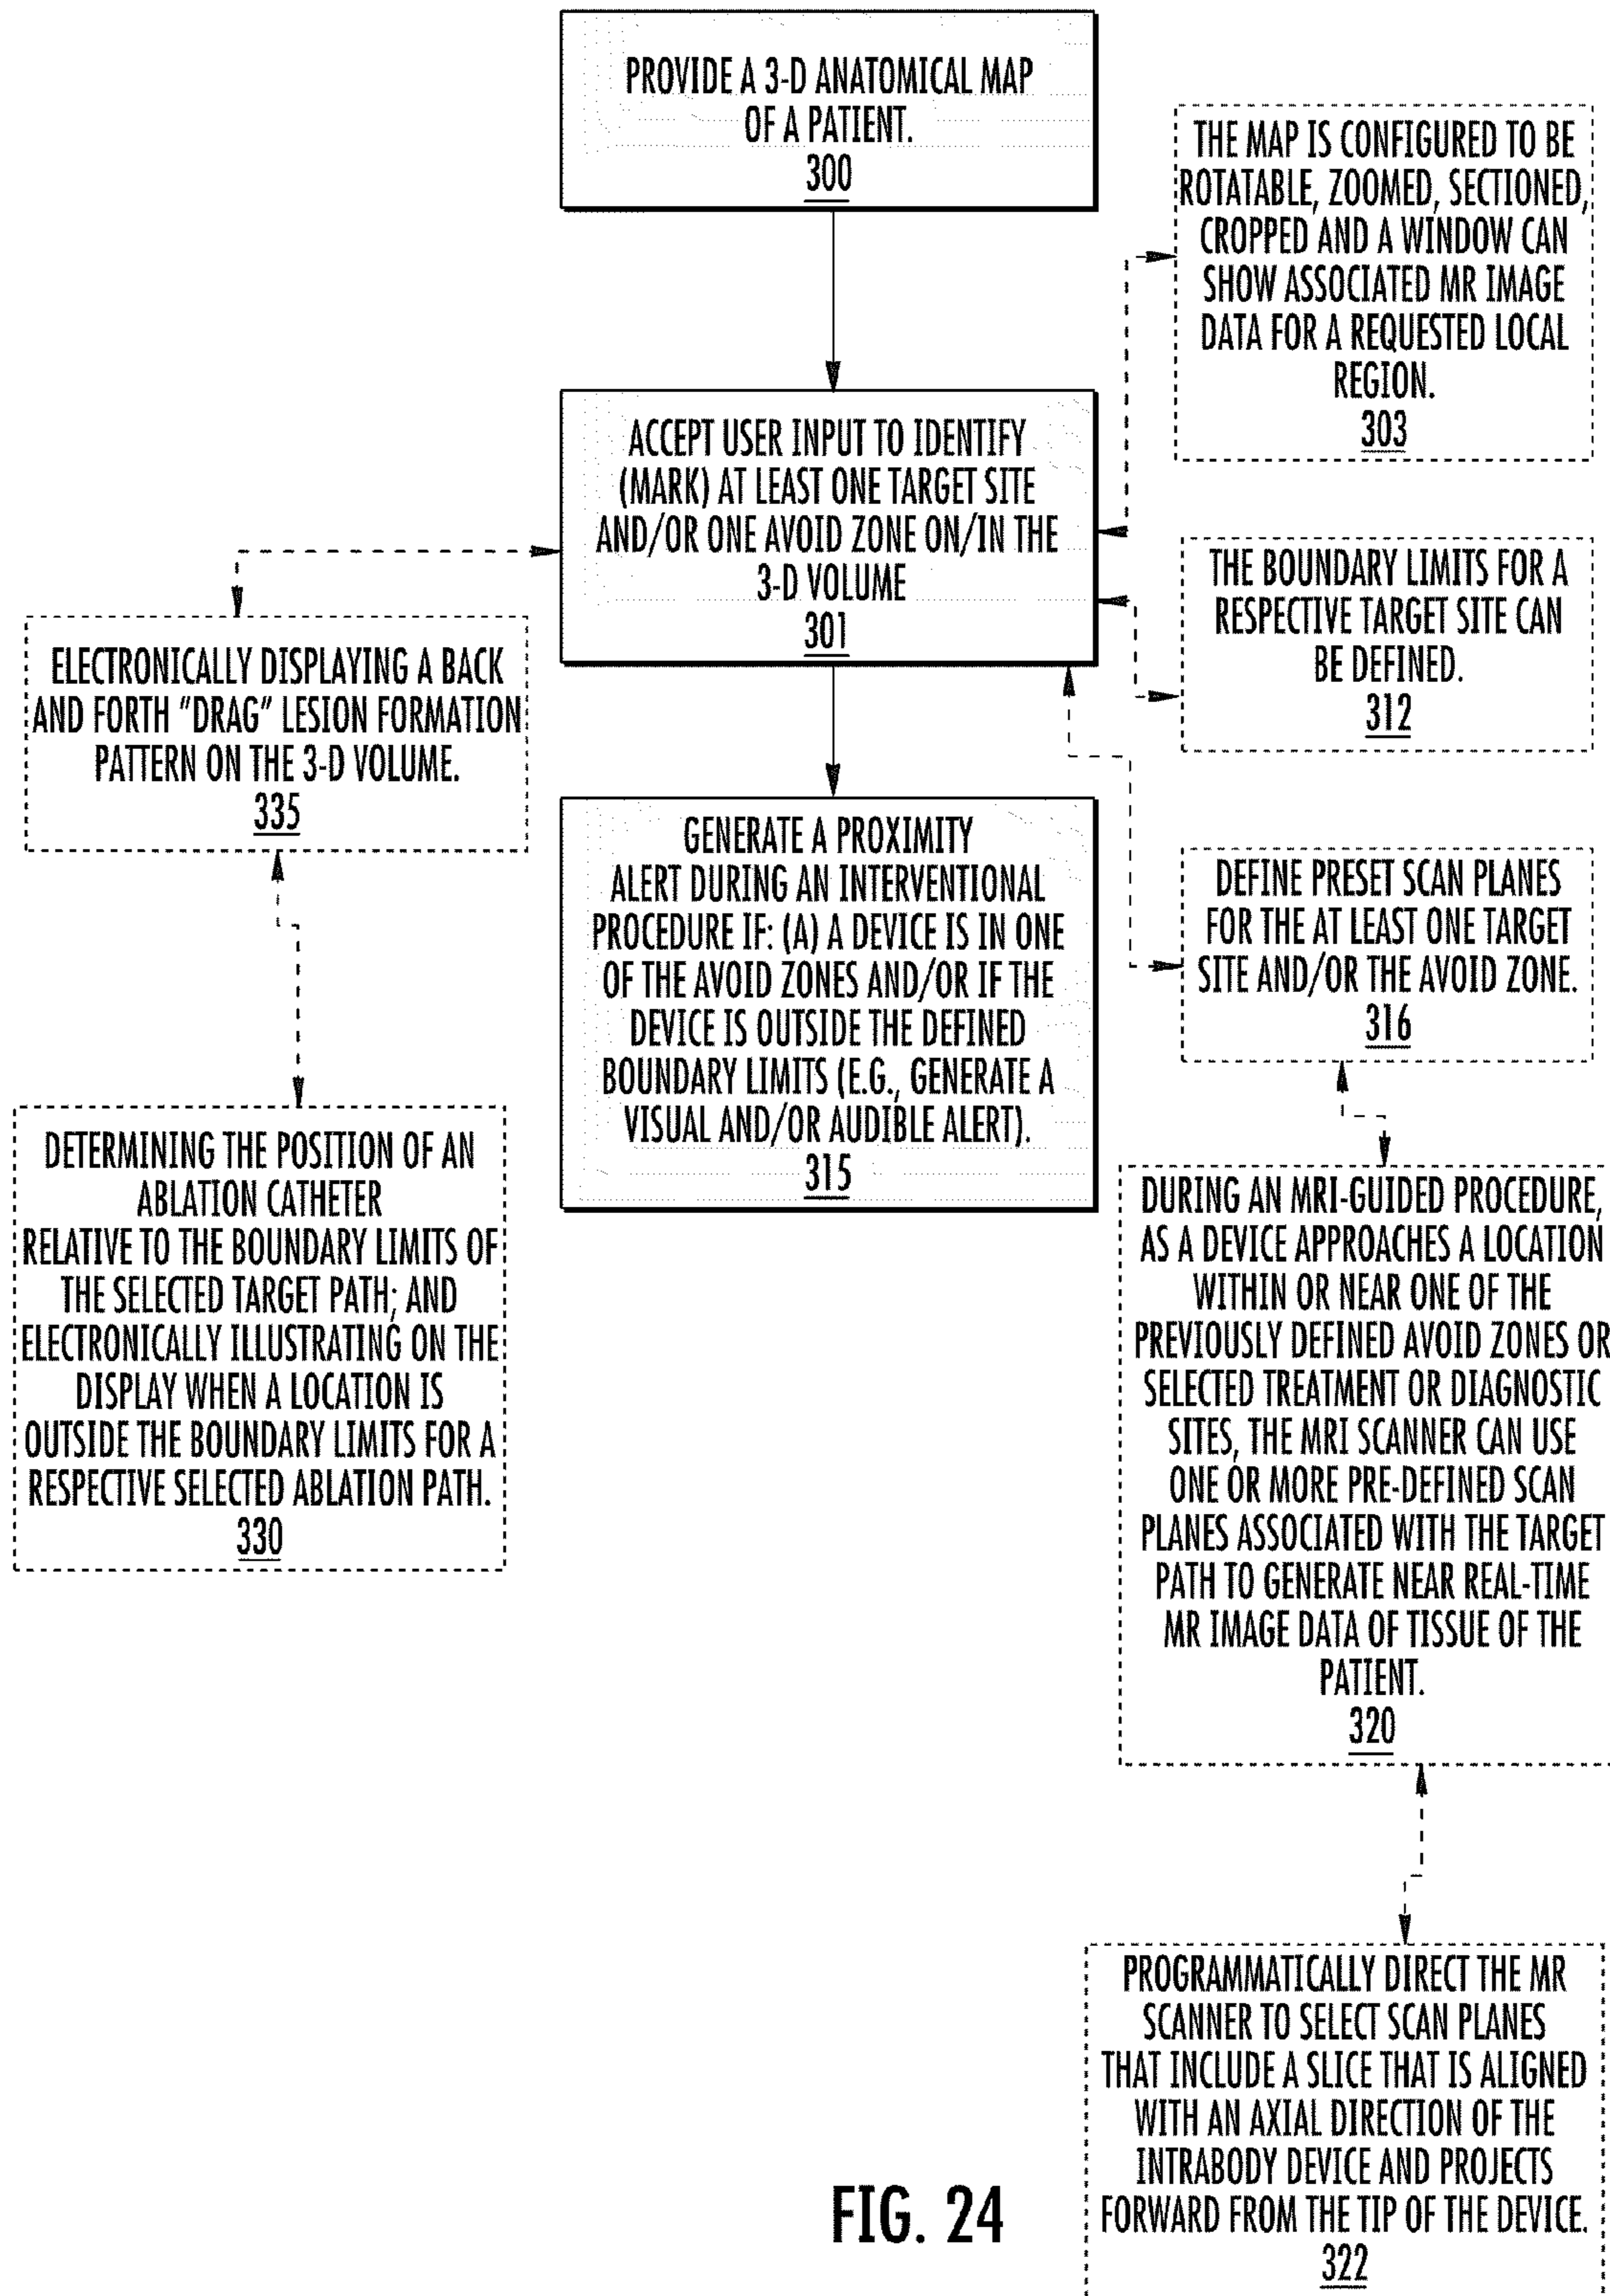 PROVIDE A 3-D ANATOMICAL MAP
OF A PATIENT.
300
THE MAP IS CONFIGURED TO BE
ROTATABLE, ZOOMED, SECTIONED,
CROPPED AND A WINDOW CAN
SHOW ASSOCIATED MR IMAGE
DATA FOR A REQUESTED LOCAL
REGION.
303
ACCEPT USER INPUT TO IDENTIFY
(MARK) AT LEAST ONE TARGET SITE
AND/OR ONE AVOID ZONE ON/IN THE
3-D VOLUME
301
THE BOUNDARY LIMITS FOR A
RESPECTIVE TARGET SITE CAN
BE DEFINED.
312
ELECTRONICALLY DISPLAYING A BACK
AND FORTH "DRAG" LESION FORMATION
PATTERN ON THE 3-D VOLUME.
335
GENERATE A PROXIMITY
ALERT DURING AN INTERVENTIONAL
PROCEDURE IF: (A) A DEVICE IS IN ONE
OF THE AVOID ZONES AND/OR IF THE
DEVICE IS OUTSIDE THE DEFINED
BOUNDARY LIMITS (E.G., GENERATE A
VISUAL AND/OR AUDIBLE ALERT).
315
DEFINE PRESET SCAN PLANES
FOR THE AT LEAST ONE TARGET
SITE AND/OR THE AVOID ZONE.
316
DETERMINING THE POSITION OF AN
ABLATION CATHETER
RELATIVE TO THE BOUNDARY LIMITS OF
THE SELECTED TARGET PATH; AND
ELECTRONICALLY ILLUSTRATING ON THE
DISPLAY WHEN A LOCATION IS
OUTSIDE THE BOUNDARY LIMITS FOR A
RESPECTIVE SELECTED ABLATION PATH.
330
DURING AN MRI-GUIDED PROCEDURE,
AS A DEVICE APPROACHES A LOCATION
WITHIN OR NEAR ONE OF THE
PREVIOUSLY DEFINED AVOID ZONES OR
SELECTED TREATMENT OR DIAGNOSTIC
SITES, THE MRI SCANNER CAN USE
ONE OR MORE PRE-DEFINED SCAN
PLANES ASSOCIATED WITH THE TARGET
PATH TO GENERATE NEAR REAL-TIME
MR IMAGE DATA OF TISSUE OF THE
PATIENT.
320
PROGRAMMATICALLY DIRECT THE MR
SCANNER TO SELECT SCAN PLANES
THAT INCLUDE A SLICE THAT IS ALIGNED
WITH AN AXIAL DIRECTION OF THE
INTRABODY DEVICE AND PROJECTS
FORWARD FROM THE TIP OF THE DEVICE.
322
FIG. 24